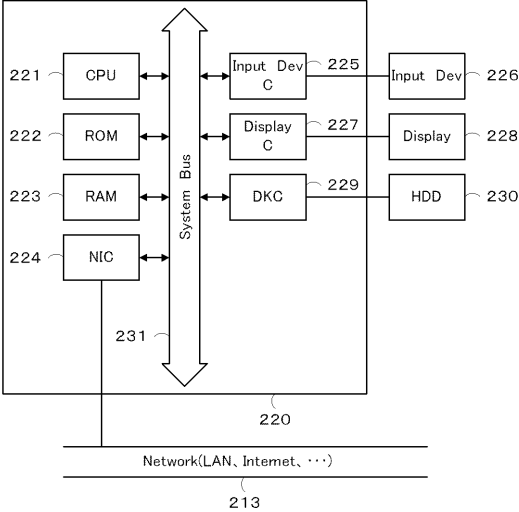 221
CPU
Input Dev
C
225
Input Dev
226
222
ROM
Display
C
227
Display
228
223
RAM
DKC
229
HDD
230
224
NIC
System Bus
231
220
Network(LAN、Internet、・・・)
213